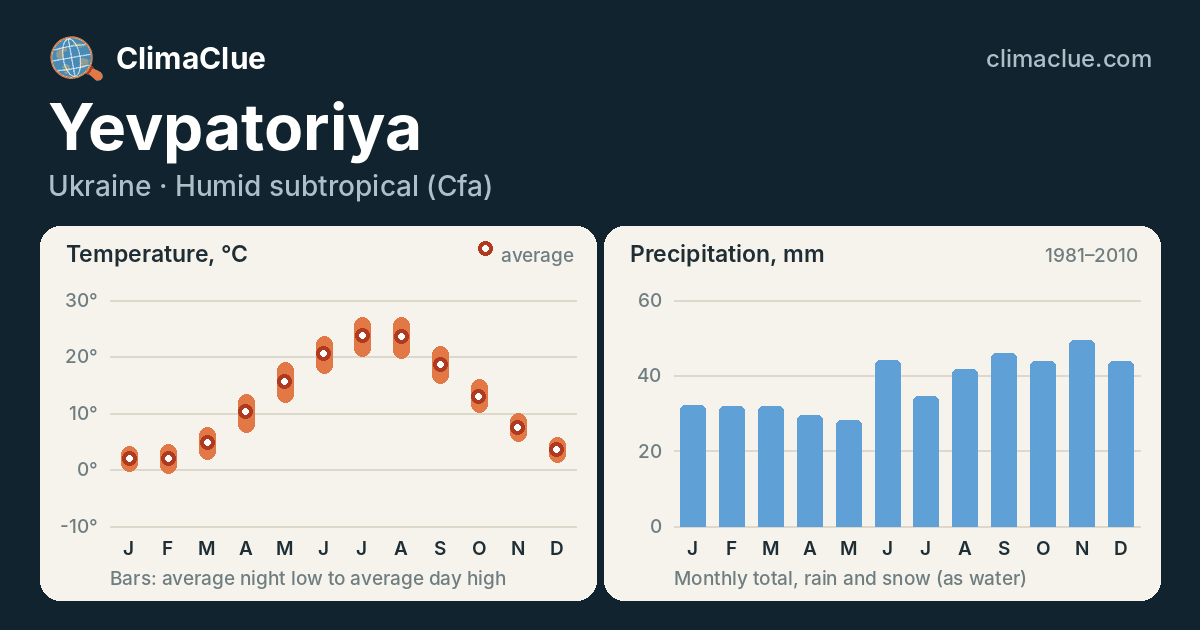 ClimaClue
climaclue.com
Yevpatoriya
Ukraine · Humid subtropical (Cfa)
Temperature, °C
average
30°
20°
10°
0°
-10°
J F M A M J J A S O N D
Bars: average night low to average day high
Precipitation, mm
1981–2010
60
40
20
0
J F M A M J J A S O N D
Monthly total, rain and snow (as water)